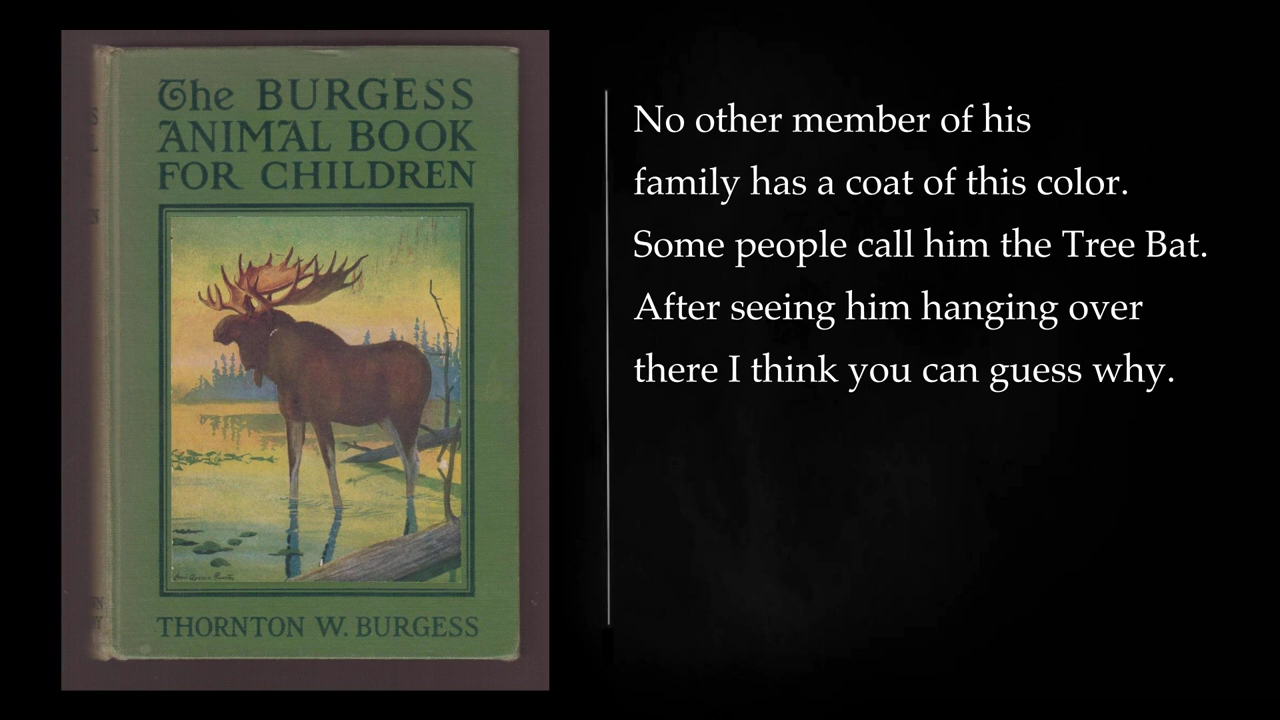 The BURGESS
ANIMAL BOOK
FOR CHILDREN
THORNTON W. BURGESS
No other member of his
family has a coat of this color.
Some people call him the Tree Bat.
After seeing him hanging over
there I think you can guess why.